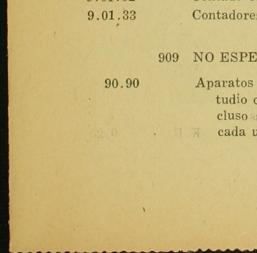 9.01.33 Contadore
909 NO ESPE
90.90 Aparatos
tudio
cluso
cada u